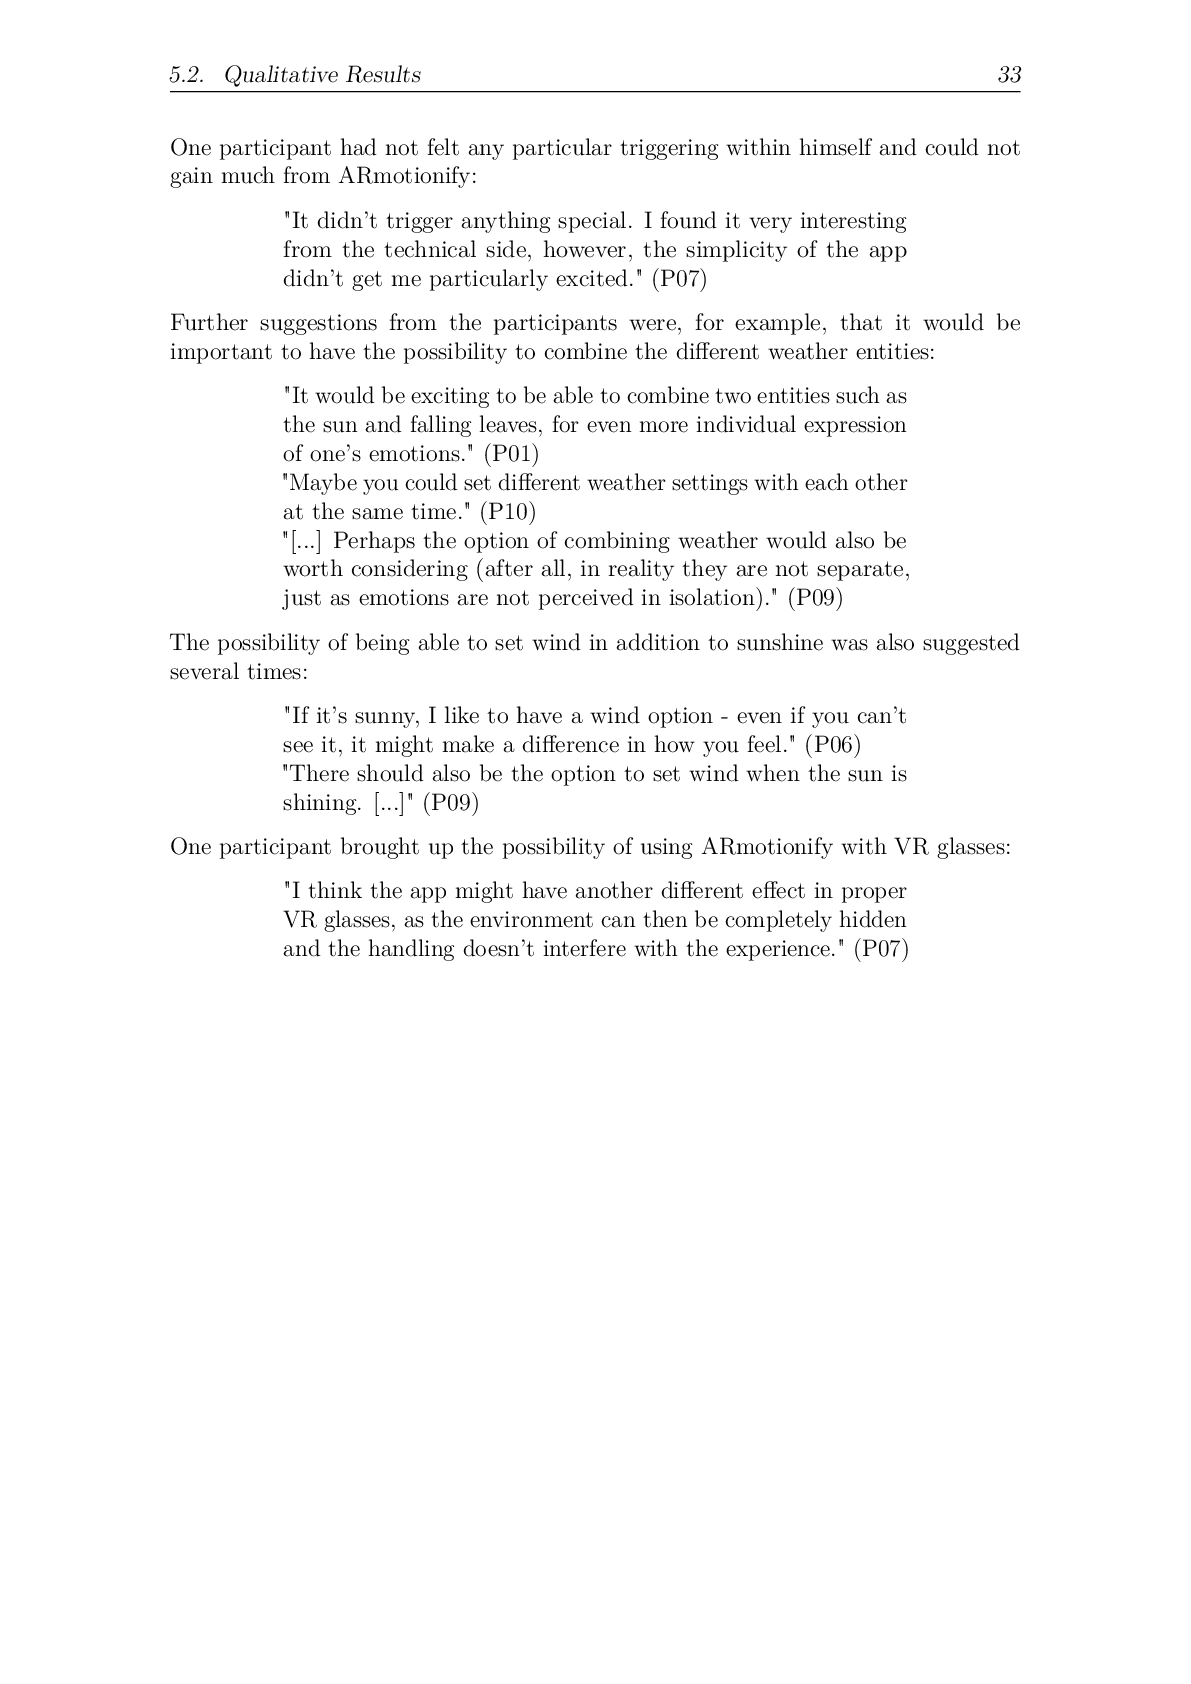 5.2. Qualitative Results 33
One participant had not felt any particular triggering within himself and could not
gain much from ARmotionify:
"It didn't trigger anything special. I found it very interesting
from the technical side, however, the simplicity of the app
didn't get me particularly excited." (P07)
Further suggestions from the participants were, for example, that it would be
important to have the possibility to combine the different weather entities:
"It would be exciting to be able to combine two entities such as
the sun and falling leaves, for even more individual expression
of one's emotions." (P01)
"Maybe you could set different weather settings with each other
at the same time." (P10)
"[...] Perhaps the option of combining weather would also be
worth considering (after all, in reality they are not separate,
just as emotions are not perceived in isolation)." (P09)
The possibility of being able to set wind in addition to sunshine was also suggested
several times:
"If it's sunny, I like to have a wind option - even if you can't
see it, it might make a difference in how you feel." (P06)
"There should also be the option to set wind when the sun is
shining. [...]" (P09)
One participant brought up the possibility of using ARmotionify with VR glasses:
"I think the app might have another different effect in proper
VR glasses, as the environment can then be completely hidden
and the handling doesn't interfere with the experience." (P07)